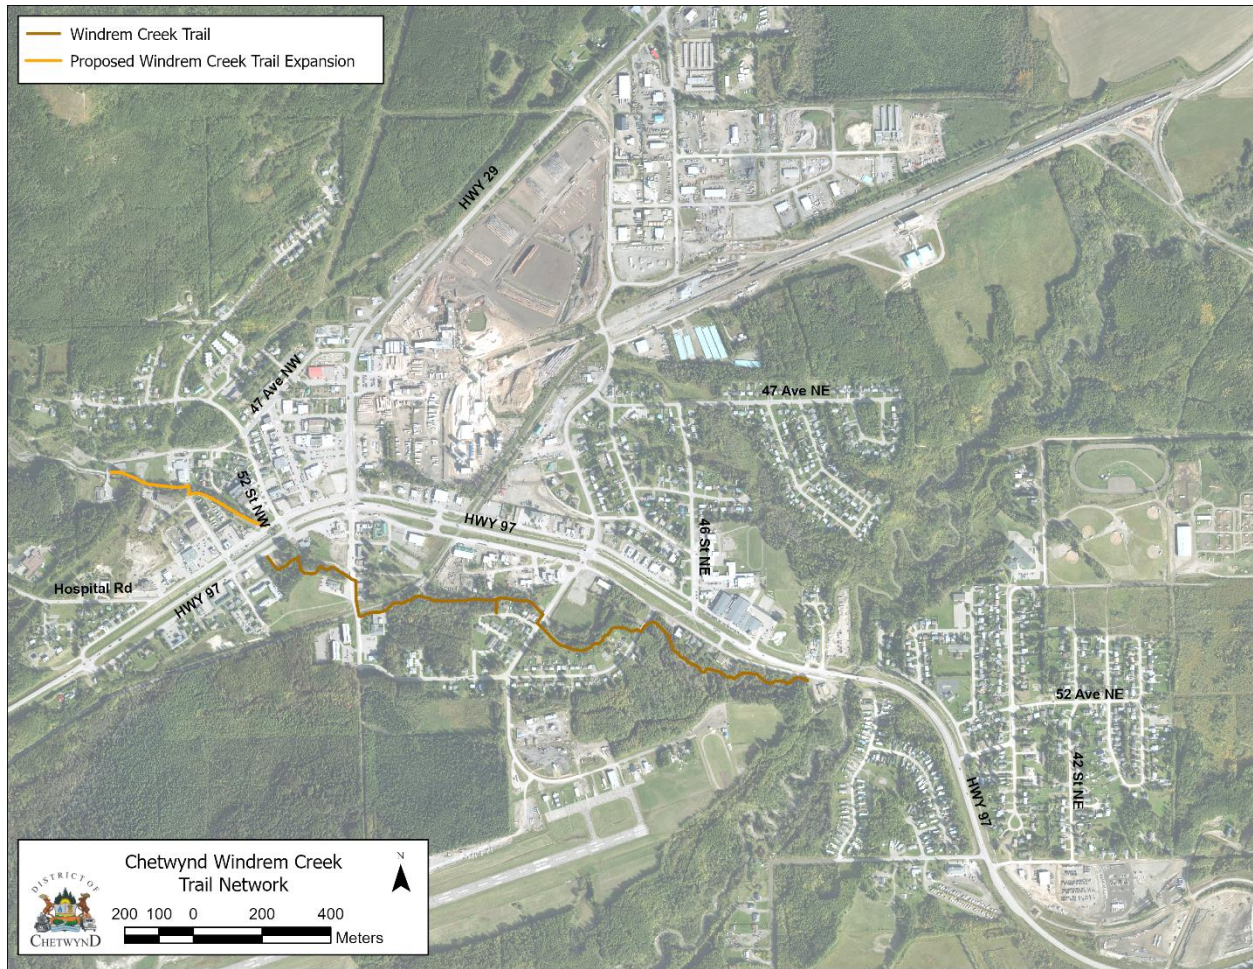 Windrem Creek Trail
Proposed Windrem Creek Trail Expansion
HWY 29
47 Ave NW
47 Ave NE
52 St NW
HWY 97
46 St NE
Hospital Rd
HWY 97
52 Ave NE
42 St NE
HWY 97
Chetwynd Windrem Creek
Trail Network
N
DISTRICT OF
CHETWYND
200 100 0 200 400
Meters